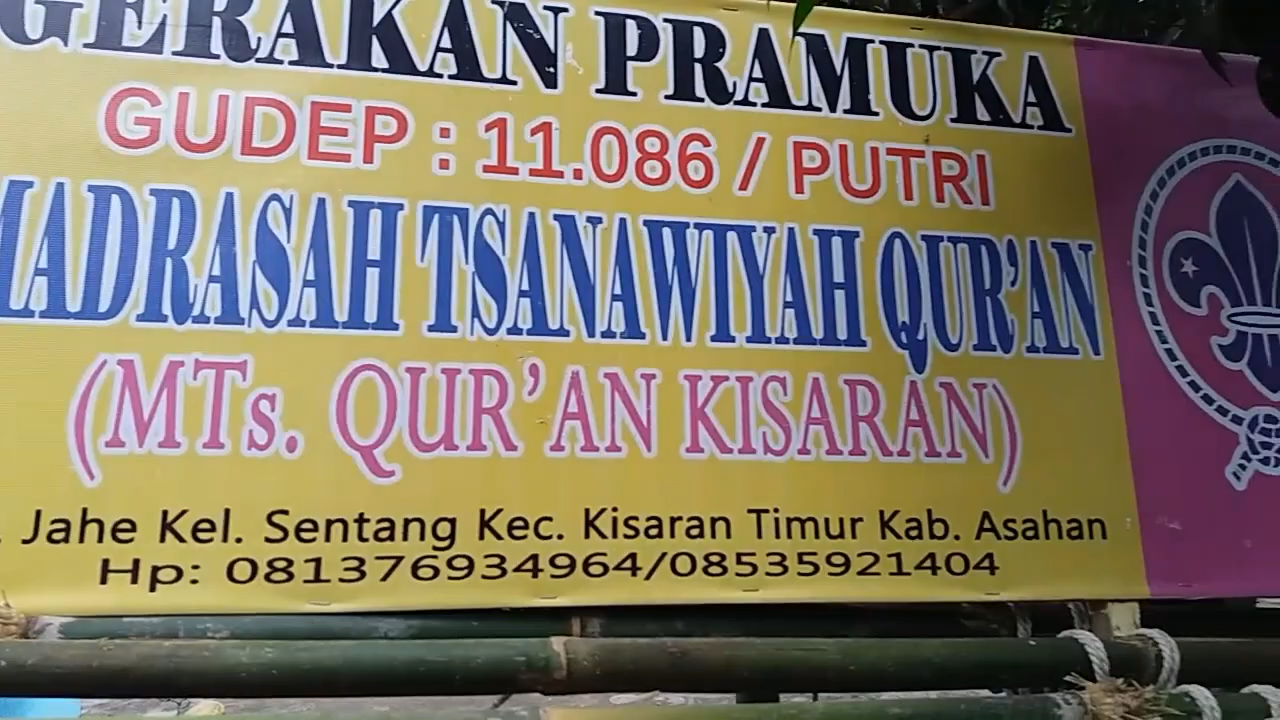 GERAKAN PRAMUKA
GUDEP : 11.086 / PUTRI
MADRASAH TSANAWIYAH QUR'AN
(MTs. QUR'AN KISARAN)
. Jahe Kel. Sentang Kec. Kisaran Timur Kab. Asahan
Hp: 081376934964/08535921404